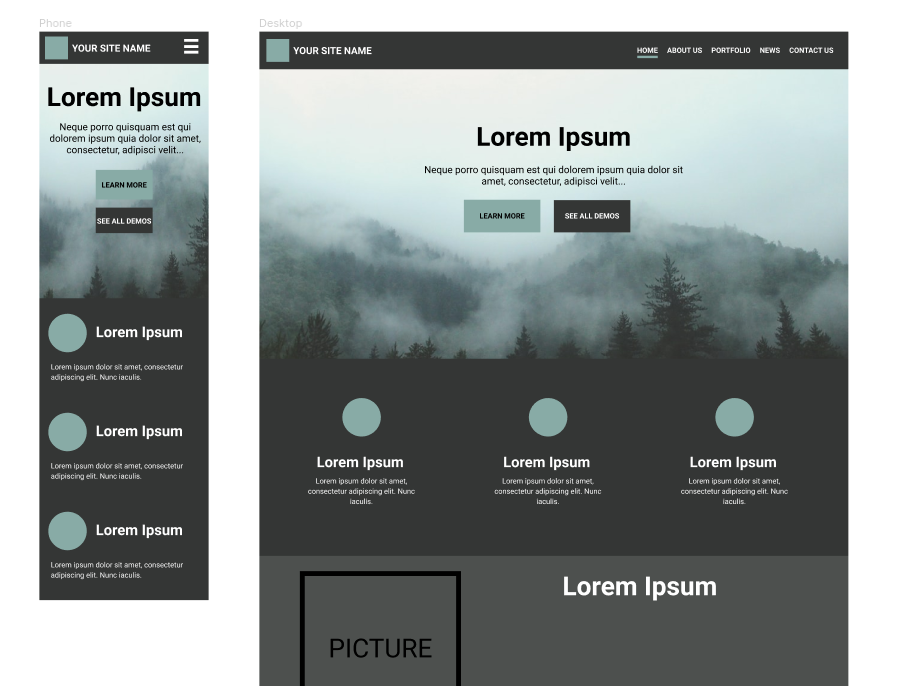 Phone
YOUR SITE NAME
Lorem Ipsum
Neque porro quisquam est qui
dolorem ipsum quia dolor sit amet,
consectetur, adipisci velit...
LEARN MORE
SEE ALL DEMOS
Lorem Ipsum
Lorem ipsum dolor sit amet, consectetur
adipiscing elit. Nunc iaculis.
Lorem Ipsum
Lorem ipsum dolor sit amet, consectetur
adipiscing elit. Nunc iaculis.
Lorem Ipsum
Lorem ipsum dolor sit amet, consectetur
adipiscing elit. Nunc iaculis.
Desktop
YOUR SITE NAME
HOME ABOUT US PORTFOLIO NEWS CONTACT US
Lorem Ipsum
Neque porro quisquam est qui dolorem ipsum quia dolor sit
amet, consectetur, adipisci velit...
LEARN MORE
SEE ALL DEMOS
Lorem Ipsum
Lorem ipsum dolor sit amet,
consectetur adipiscing elit. Nunc
iaculis.
Lorem Ipsum
Lorem ipsum dolor sit amet,
consectetur adipiscing elit. Nunc
iaculis.
Lorem Ipsum
Lorem ipsum dolor sit amet,
consectetur adipiscing elit. Nunc
iaculis.
PICTURE
Lorem Ipsum